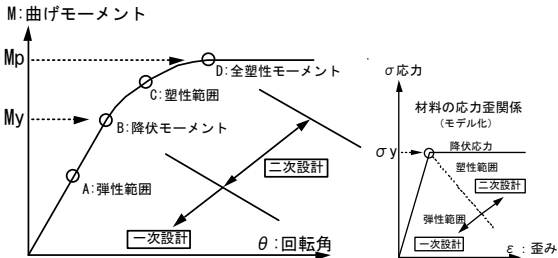 M:曲げモーメント
Mp
D:全塑性モーメント
C:塑性範囲
My
B:降伏モーメント
A:弾性範囲
二次設計
一次設計
θ:回転角
σ応力
材料の応力歪関係
(モデル化)
σy
降伏応力
塑性範囲
二次設計
弾性範囲
一次設計
ε:歪み